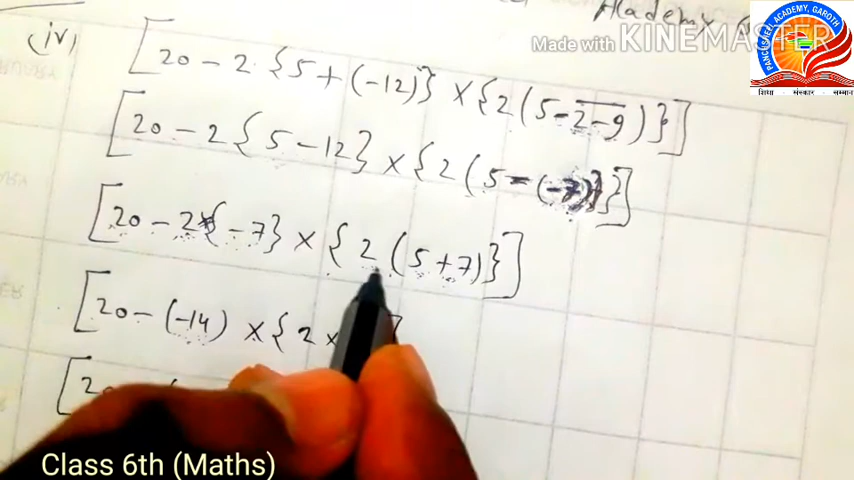 Academy
Made with KINEMASTER
PANCHSHEEL ACADEMY, GAROTH
शिक्षा संस्कार सम्मान
(iv) [20 - 2 {5 + (-12)} × {2 (5 - 2̅ ̅-̅ ̅9̅)}]
[20 - 2 {5 - 12} × {2 (5 - (-7))}]
[20 - 2×{-7} × {2 (5 + 7)}]
[20 - (-14) × {2 ×
[20
Class 6th (Maths)